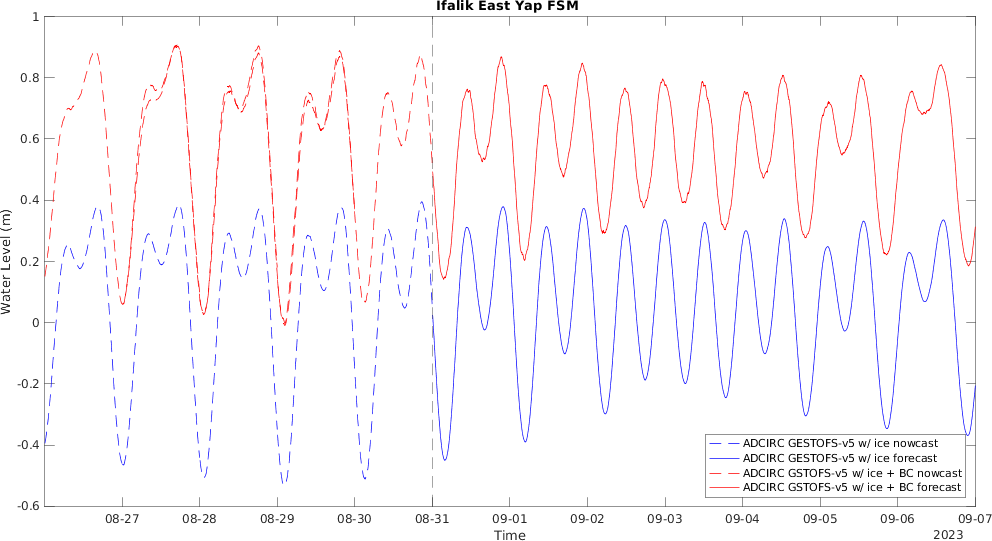 Ifalik East Yap FSM
Water Level (m)
1
0.8
0.6
0.4
0.2
0
-0.2
-0.4
-0.6
ADCIRC GESTOFS-v5 w/ ice nowcast
ADCIRC GESTOFS-v5 w/ ice forecast
ADCIRC GSTOFS-v5 w/ ice + BC nowcast
ADCIRC GSTOFS-v5 w/ ice + BC forecast
08-27 08-28 08-29 08-30 08-31 09-01 09-02 09-03 09-04 09-05 09-06 09-07
Time
2023